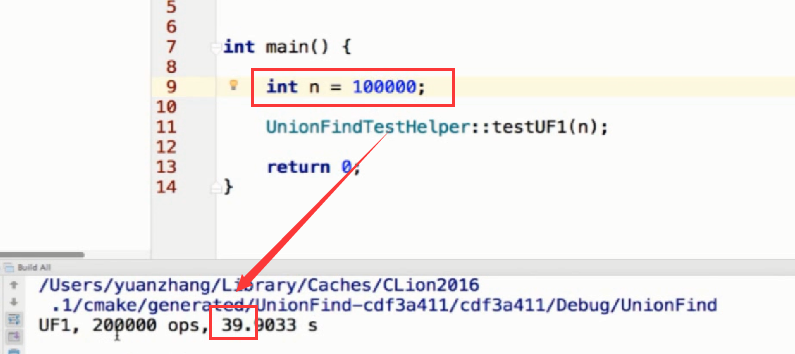 5
6
7 int main() {
8
9 int n = 100000;
10
11 UnionFindTestHelper::testUF1(n);
12
13 return 0;
14 }
Build All
/Users/yuanzhang/Library/Caches/CLion2016
.1/cmake/generated/UnionFind-cdf3a411/cdf3a411/Debug/UnionFind
UF1, 200000 ops, 39.9033 s